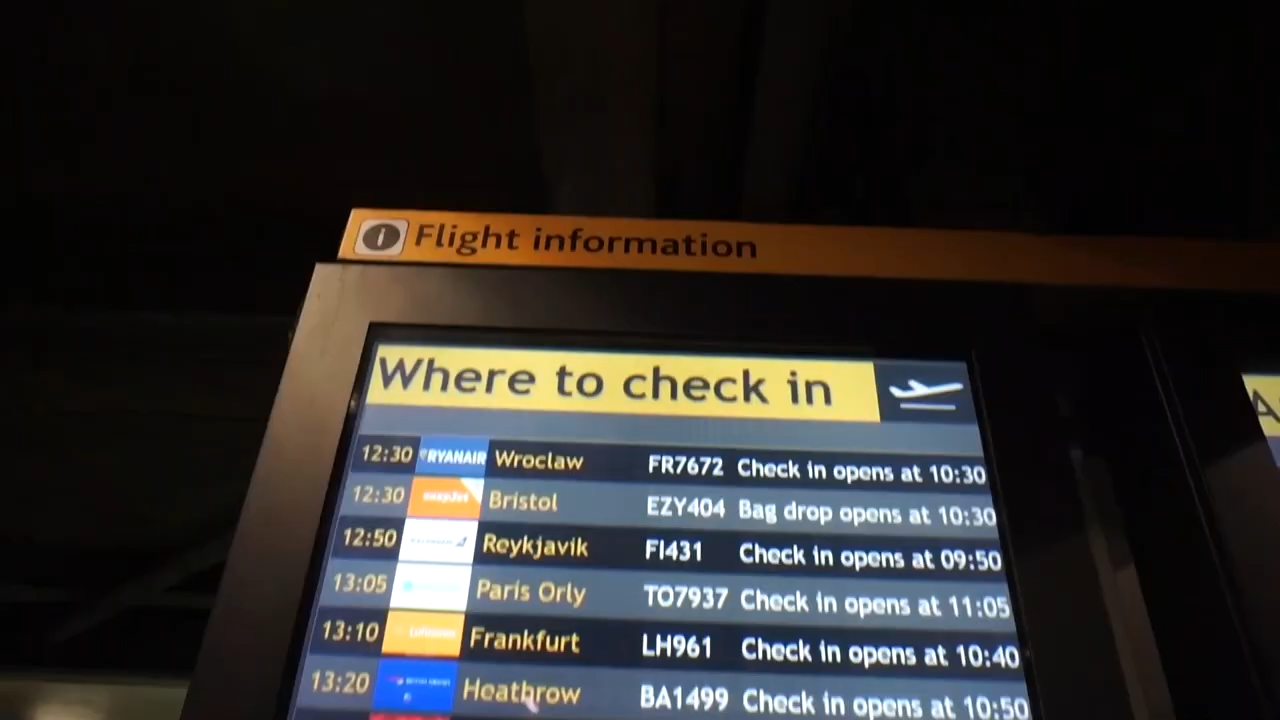 Flight information
Where to check in
12:30 RYANAIR Wroclaw FR7672 Check in opens at 10:30
12:30 easyJet Bristol EZY404 Bag drop opens at 10:30
12:50 Reykjavik FI431 Check in opens at 09:50
13:05 Paris Orly TO7937 Check in opens at 11:05
13:10 Lufthansa Frankfurt LH961 Check in opens at 10:40
13:20 Heathrow BA1499 Check in opens at 10:50